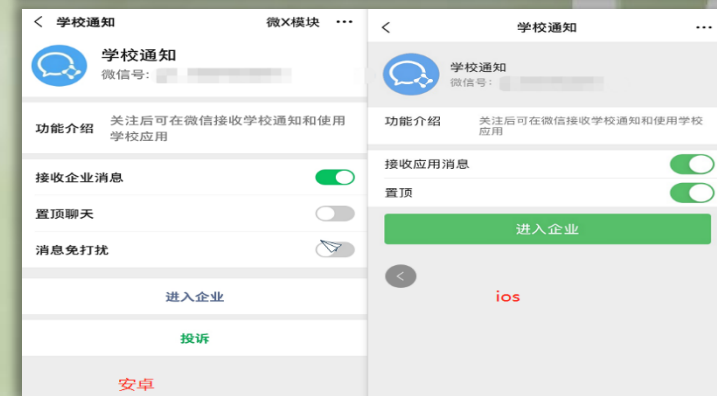 学校通知
微X模块
学校通知
微信号:
功能介绍
关注后可在微信接收学校通知和使用
学校应用
接收企业消息
置顶聊天
消息免打扰
进入企业
投诉
安卓
学校通知
学校通知
微信号:
功能介绍
关注后可在微信接收学校通知和使用学校
应用
接收应用消息
置顶
进入企业
ios